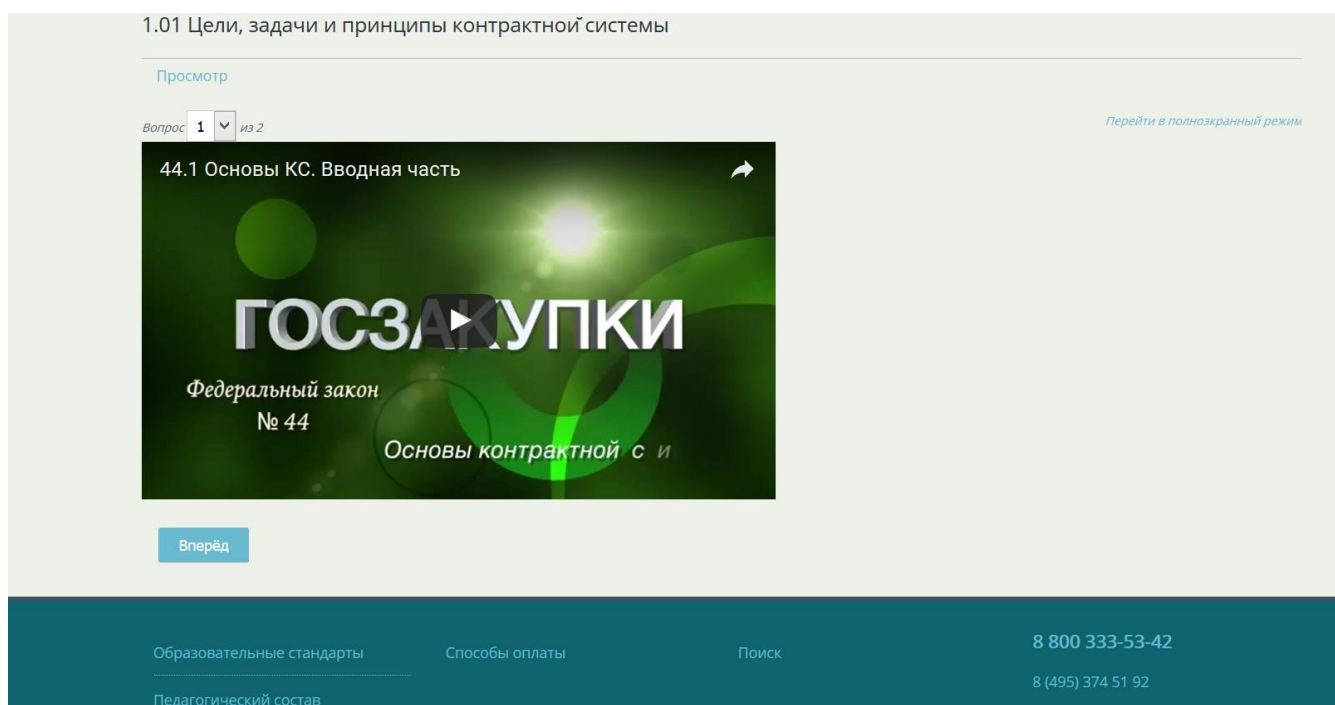 1.01 Цели, задачи и принципы контрактной системы
Просмотр
Вопрос 1 из 2
Перейти в полноэкранный режим
44.1 Основы КС. Вводная часть
ГОСЗАКУПКИ
Федеральный закон
№ 44
Основы контрактной с и
Вперёд
Образовательные стандарты
Способы оплаты
Поиск
8 800 333-53-42
8 (495) 374 51 92
Педагогический состав